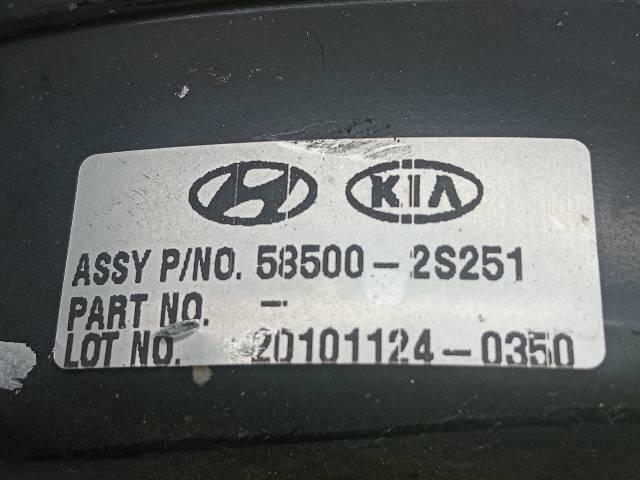 KIA
ASSY P/NO. 58500-2S251
PART NO. -
LOT NO. 20101124-0350